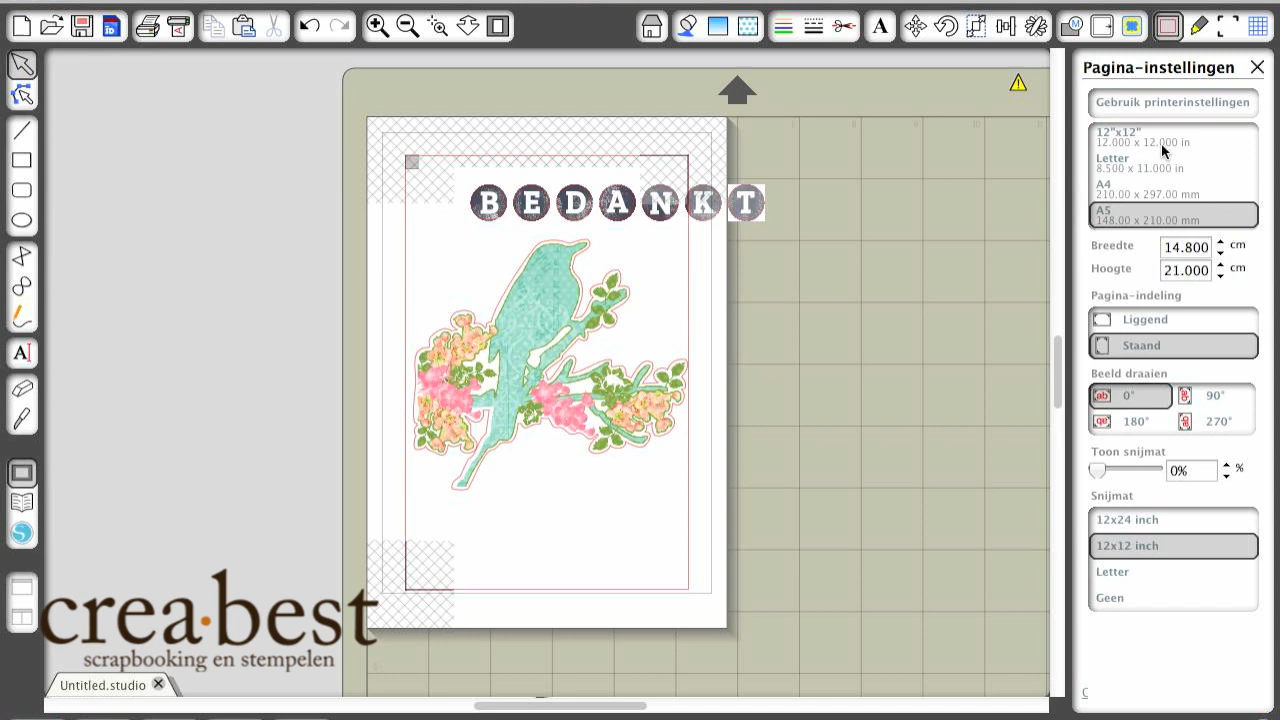 Pagina-instellingen
Gebruik printerinstellingen
12"x12"
12.000 x 12.000 in
Letter
8.500 x 11.000 in
A4
210.00 x 297.00 mm
A5
148.00 x 210.00 mm
Breedte 14.800 cm
Hoogte 21.000 cm
Pagina-indeling
Liggend
Staand
Beeld draaien
0° 90°
180° 270°
Toon snijmat
0% %
Snijmat
12x24 inch
12x12 inch
Letter
Geen
BEDANKT
crea·best
scrapbooking en stempelen
Untitled.studio